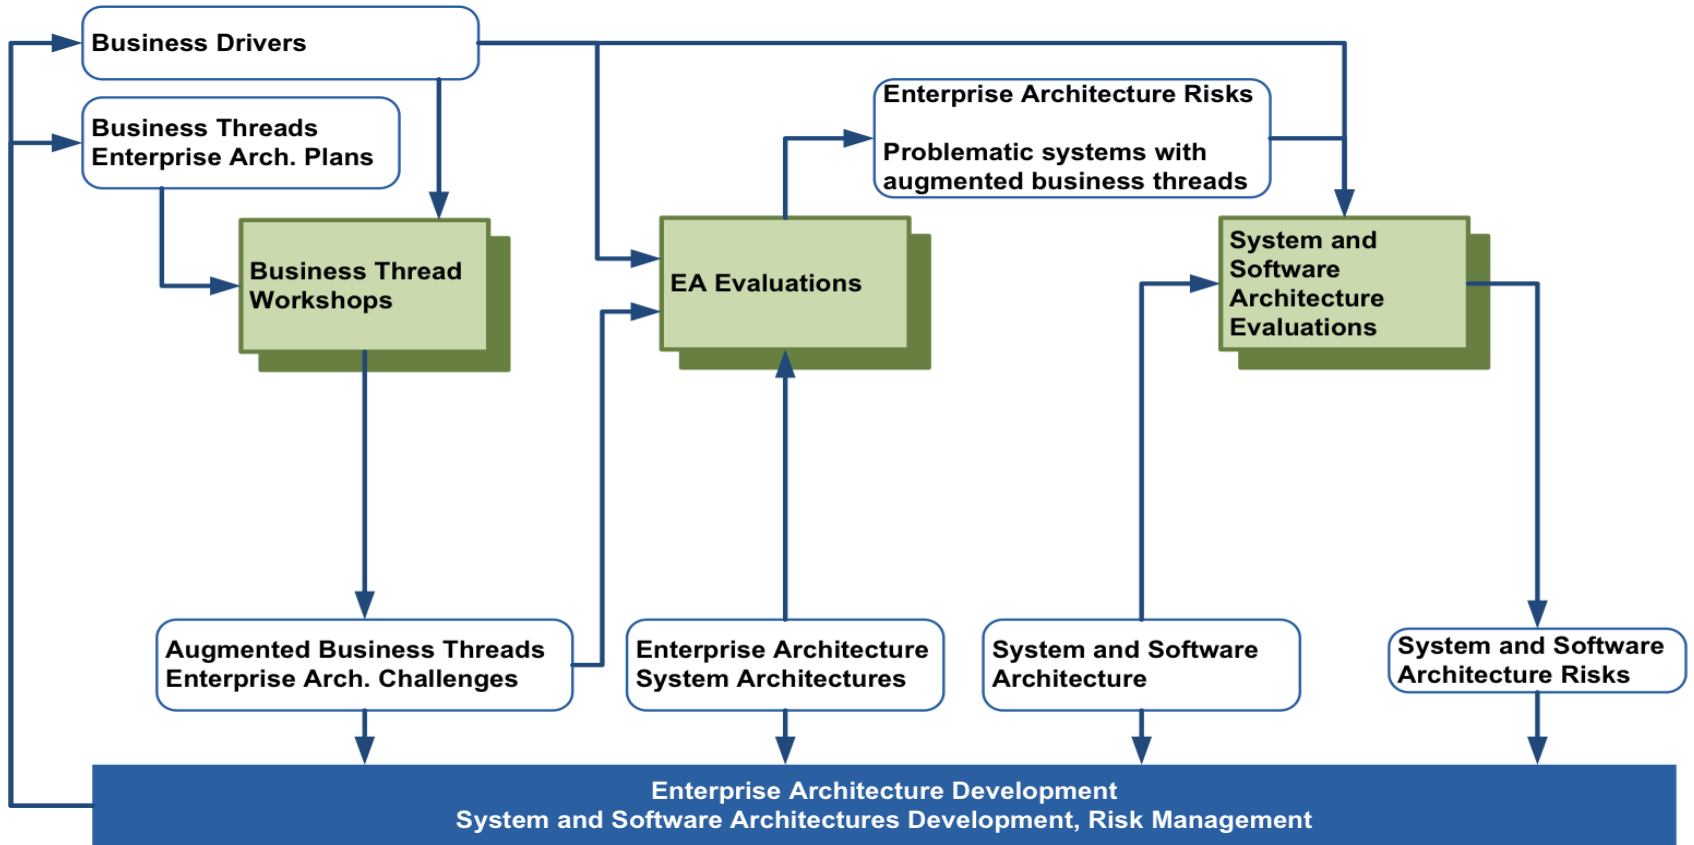 Business Drivers
Business Threads
Enterprise Arch. Plans
Enterprise Architecture Risks
Problematic systems with
augmented business threads
Business Thread
Workshops
EA Evaluations
System and
Software
Architecture
Evaluations
Augmented Business Threads
Enterprise Arch. Challenges
Enterprise Architecture
System Architectures
System and Software
Architecture
System and Software
Architecture Risks
Enterprise Architecture Development
System and Software Architectures Development, Risk Management